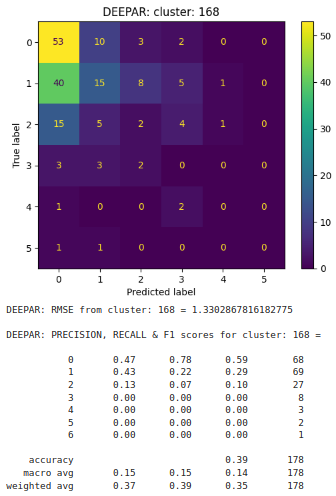 DEEPAR: cluster: 168
0 53 10 3 2 0 0
1 40 15 8 5 1 0
2 15 5 2 4 1 0
3 3 3 2 0 0 0
4 1 0 0 2 0 0
5 1 1 0 0 0 0
0 1 2 3 4 5
True label
Predicted label
50
40
30
20
10
0
DEEPAR: RMSE from cluster: 168 = 1.3302867816182775
DEEPAR: PRECISION, RECALL & F1 scores for cluster: 168 =
0 0.47 0.78 0.59 68
1 0.43 0.22 0.29 69
2 0.13 0.07 0.10 27
3 0.00 0.00 0.00 8
4 0.00 0.00 0.00 3
5 0.00 0.00 0.00 2
6 0.00 0.00 0.00 1
accuracy 0.39 178
macro avg 0.15 0.15 0.14 178
weighted avg 0.37 0.39 0.35 178